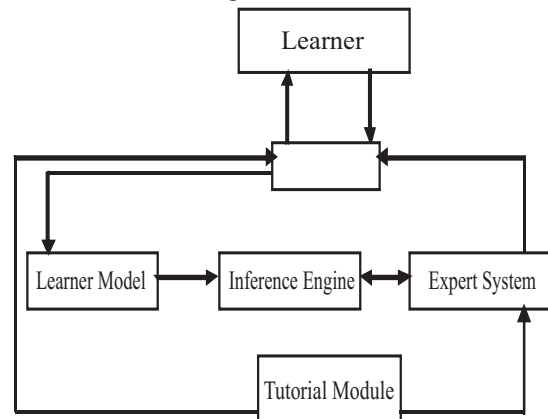 Learner
Learner Model
Inference Engine
Expert System
Tutorial Module